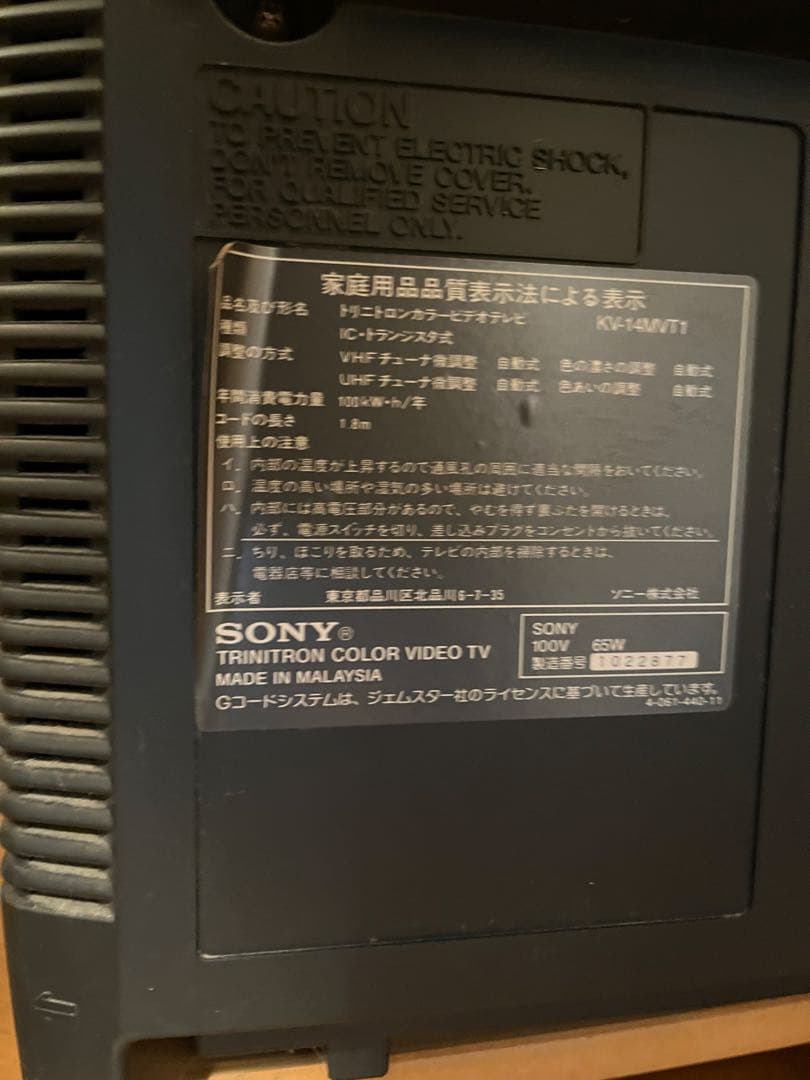 CAUTION
TO PREVENT ELECTRIC SHOCK,
DON'T REMOVE COVER.
FOR QUALIFIED SERVICE
PERSONNEL ONLY.
家庭用品品質表示法による表示
品名及び形名 トリニトロンカラービデオテレビ KV-14MVT1
種類 IC・トランジスタ式
調整の方式 VHFチューナ微調整 自動式 色の濃さの調整 自動式
UHFチューナ微調整 自動式 色あいの調整 自動式
年間消費電力量 100kW・h/年
コードの長さ 1.8m
使用上の注意
イ. 内部の温度が上昇するので通風孔の周囲に適当な間隔をおいてください。
ロ. 温度の高い場所や湿気の多い場所は避けてください。
ハ. 内部には高電圧部分があるので、やむを得ず裏ぶたを開けるときは、
必ず、電源スイッチを切り、差し込みプラグをコンセントから抜いてください。
ニ. ちり、ほこりを取るため、テレビの内部を掃除するときは、
電器店等に相談してください。
表示者 東京都品川区北品川6-7-35 ソニー株式会社
SONY®
TRINITRON COLOR VIDEO TV
MADE IN MALAYSIA
SONY
100V 65W
製造番号 1022877
Gコードシステムは、ジェムスター社のライセンスに基づいて生産しています。
4-061-440-11